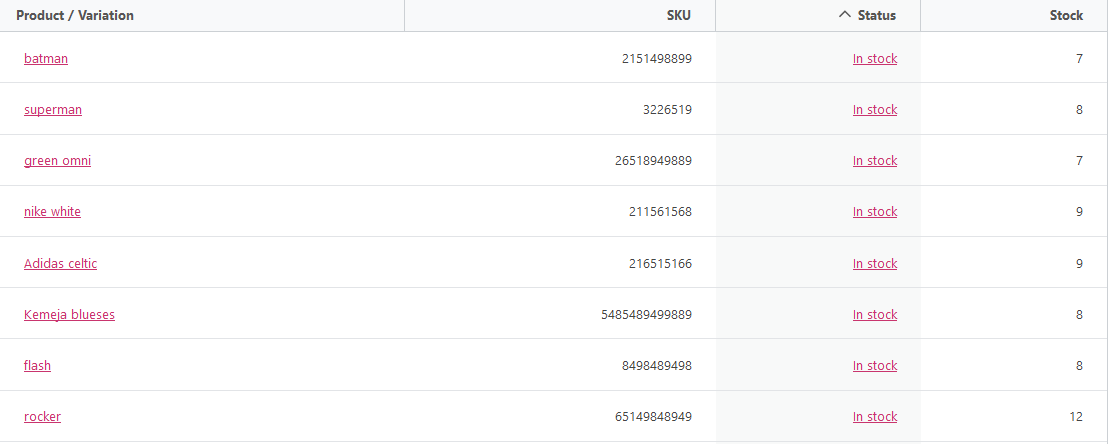 Product / Variation SKU Status Stock
batman 2151498899 In stock 7
superman 3226519 In stock 8
green omni 26518949889 In stock 7
nike white 211561568 In stock 9
Adidas celtic 216515166 In stock 9
Kemeja blueses 5485489499889 In stock 8
flash 8498489498 In stock 8
rocker 65149848949 In stock 12